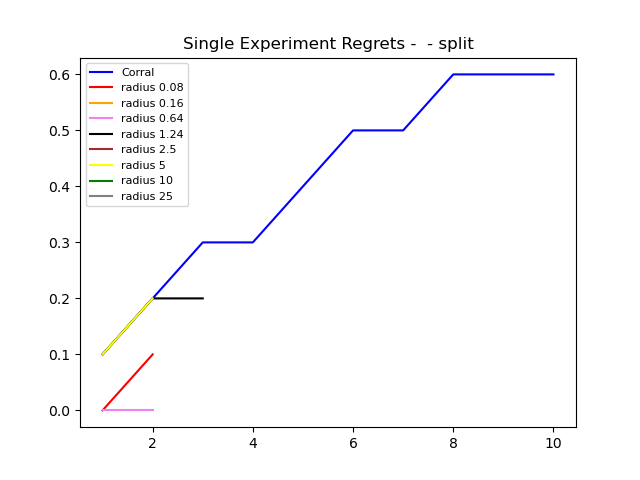 Single Experiment Regrets -  - split
Corral
radius 0.08
radius 0.16
radius 0.64
radius 1.24
radius 2.5
radius 5
radius 10
radius 25
0.6
0.5
0.4
0.3
0.2
0.1
0.0
2 4 6 8 10